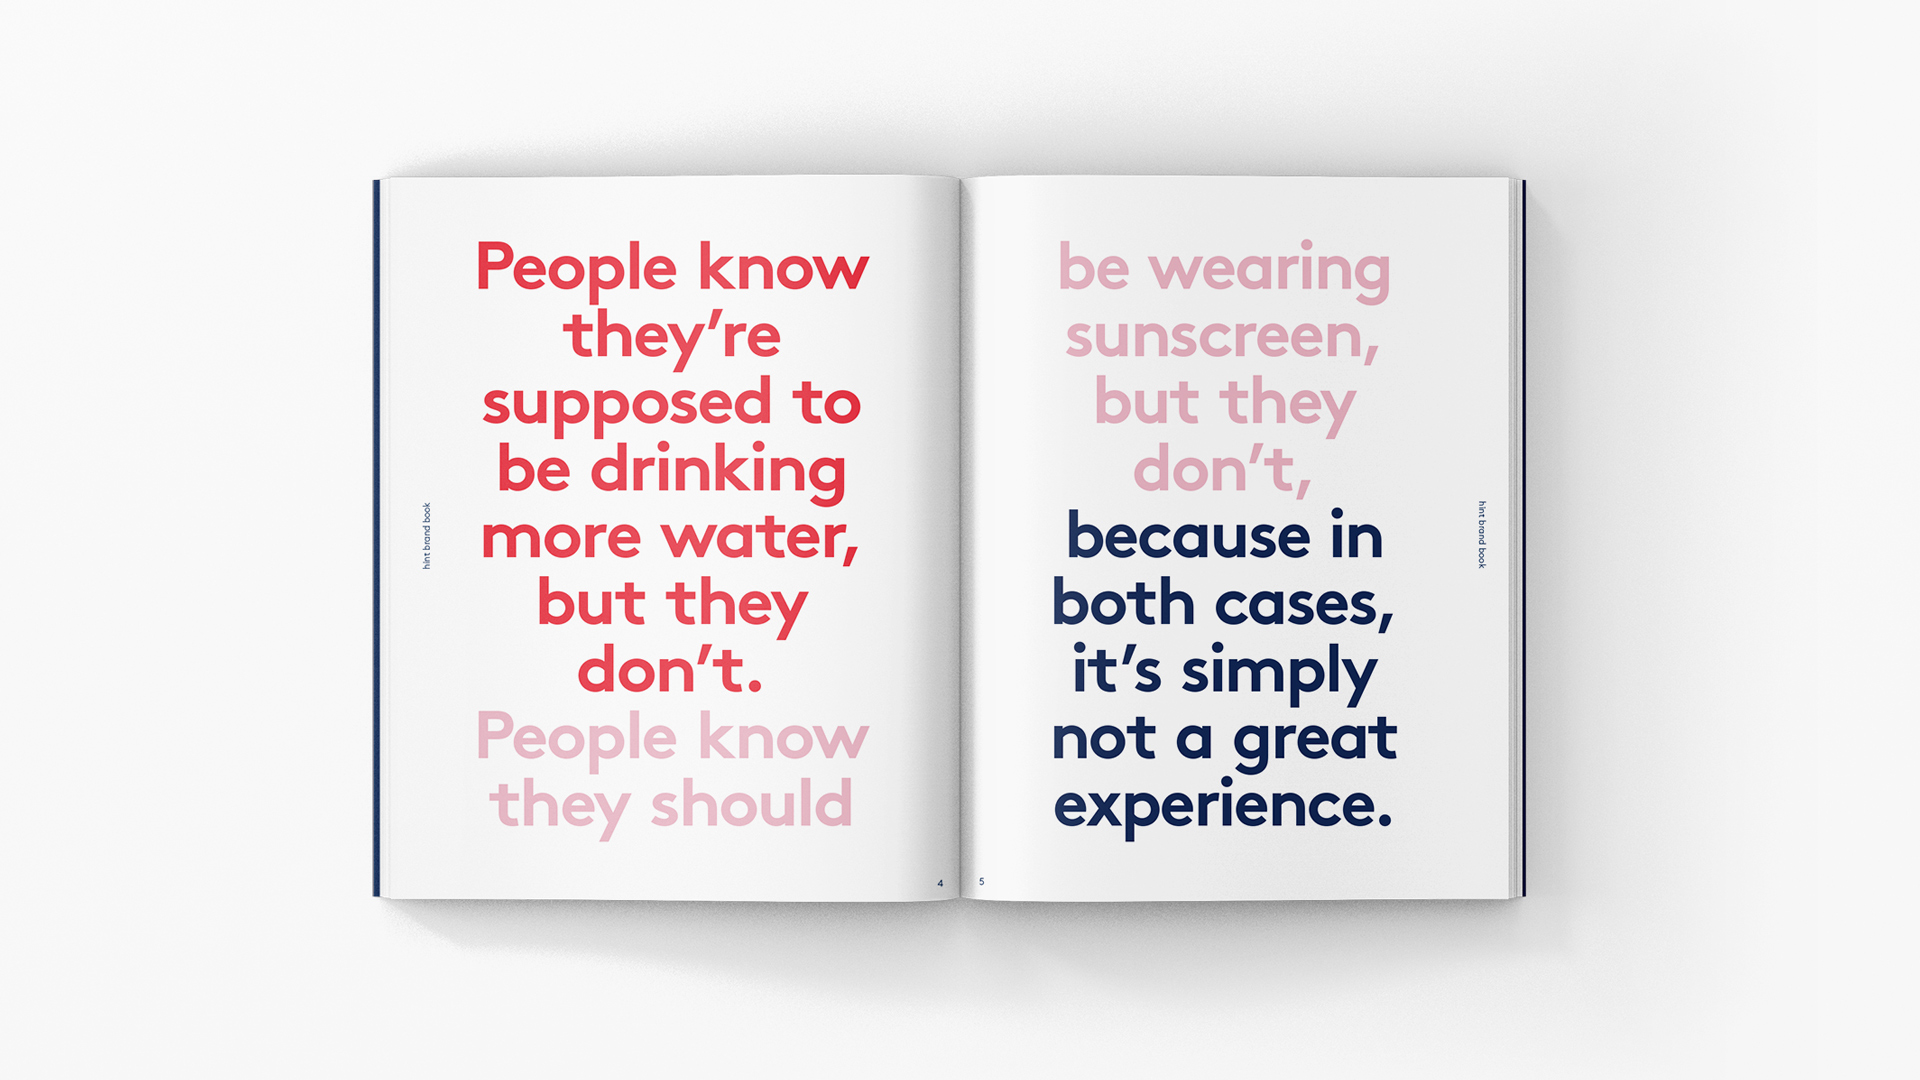 hint brand book
People know
they’re
supposed to
be drinking
more water,
but they
don’t.
People know
they should
4
be wearing
sunscreen,
but they
don’t,
because in
both cases,
it’s simply
not a great
experience.
hint brand book
5